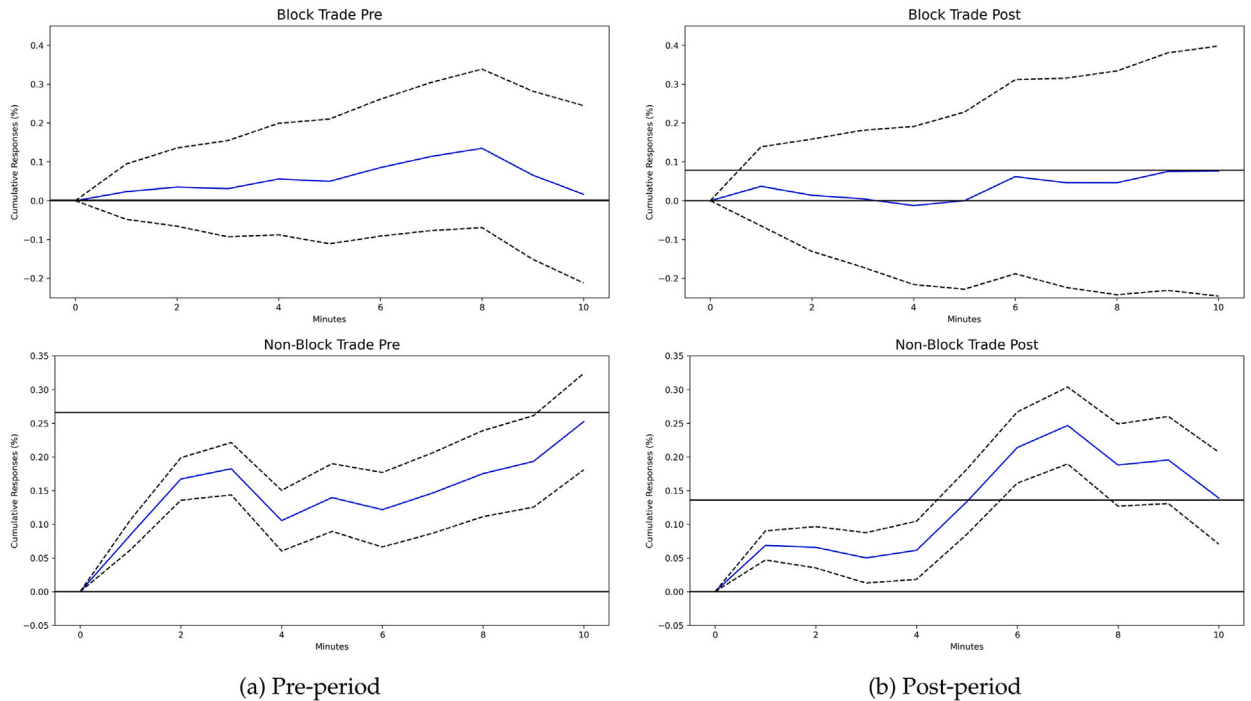 Block Trade Pre
Cumulative Responses (%)
0.4
0.3
0.2
0.1
0.0
−0.1
−0.2
0 2 4 6 8 10
Minutes
Block Trade Post
Cumulative Responses (%)
0.4
0.3
0.2
0.1
0.0
−0.1
−0.2
0 2 4 6 8 10
Minutes
Non-Block Trade Pre
Cumulative Responses (%)
0.35
0.30
0.25
0.20
0.15
0.10
0.05
0.00
−0.05
0 2 4 6 8 10
Minutes
Non-Block Trade Post
Cumulative Responses (%)
0.35
0.30
0.25
0.20
0.15
0.10
0.05
0.00
−0.05
0 2 4 6 8 10
Minutes
(a) Pre-period
(b) Post-period